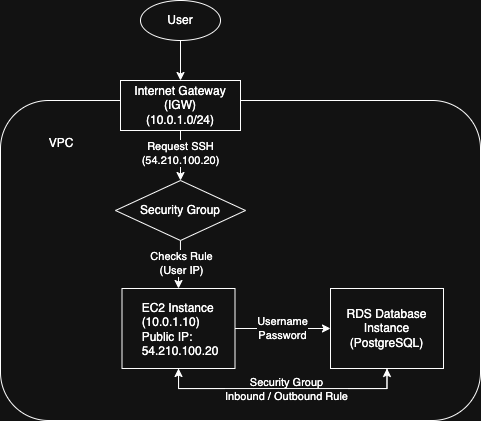 User
Internet Gateway
(IGW)
(10.0.1.0/24)
VPC
Request SSH
(54.210.100.20)
Security Group
Checks Rule
(User IP)
EC2 Instance
(10.0.1.10)
Public IP:
54.210.100.20
Username
Password
RDS Database
Instance
(PostgreSQL)
Security Group
Inbound / Outbound Rule